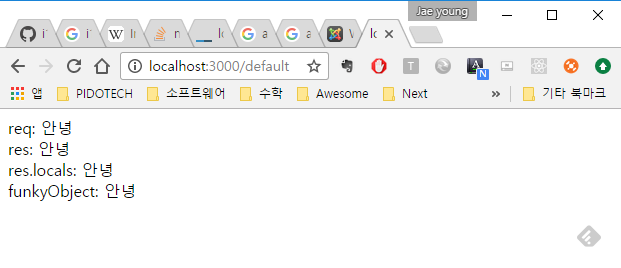 Jae young
localhost:3000/default
앱 PIDOTECH 소프트웨어 수학 Awesome Next » 기타 북마크
req: 안녕
res: 안녕
res.locals: 안녕
funkyObject: 안녕